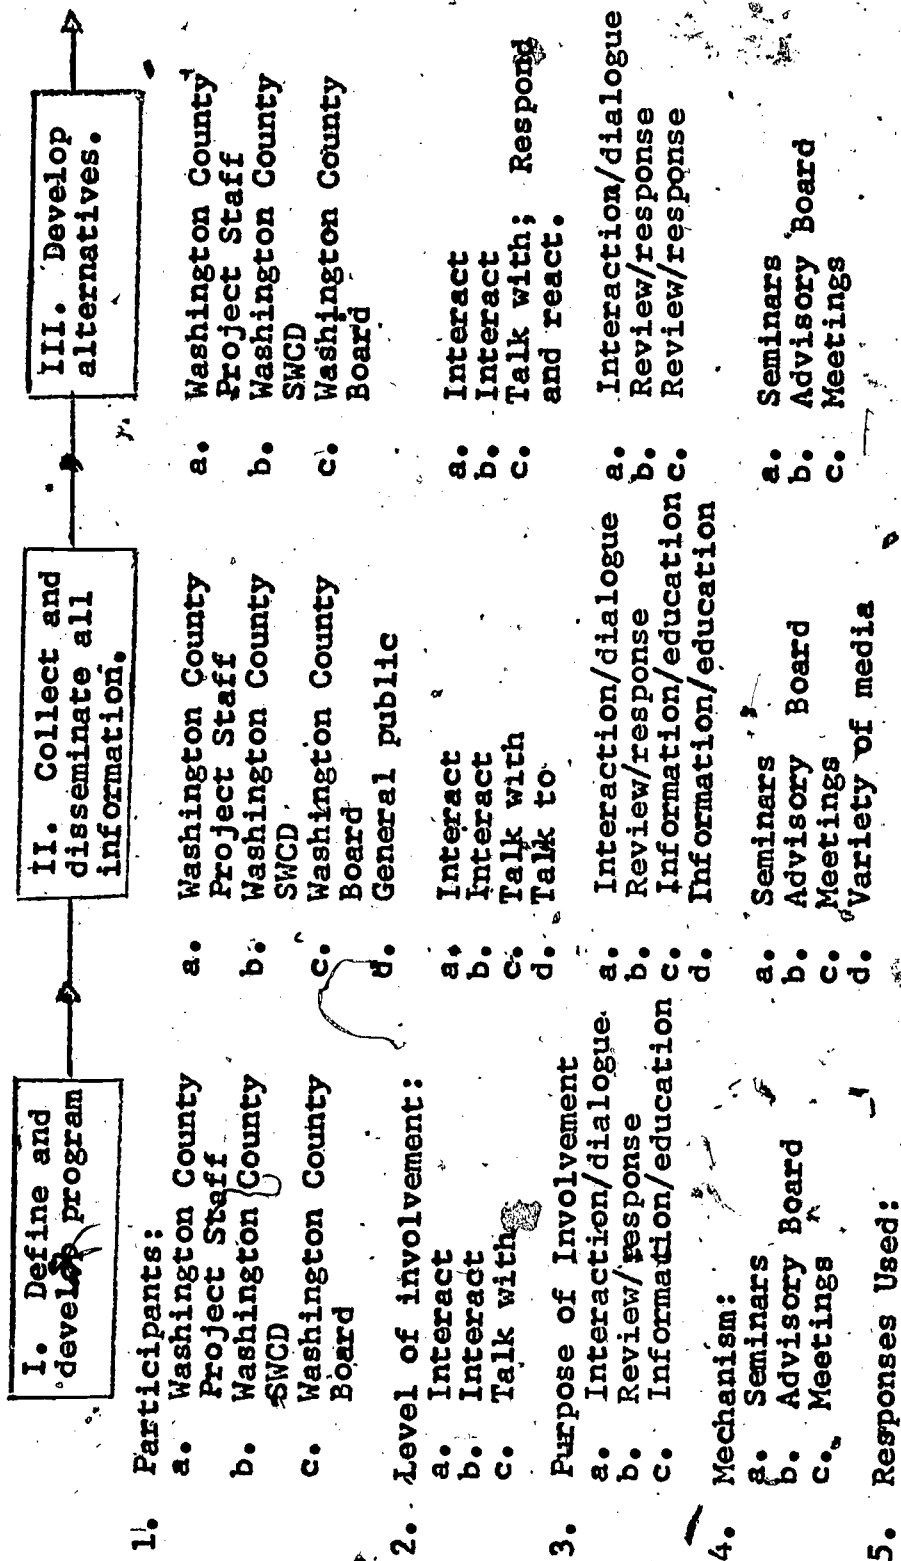 I. Define and
develop program
II. Collect and
disseminate all
information.
III. Develop
alternatives.
1. Participants:
a. Washington County
Project Staff
b. Washington County
SWCD
c. Washington County
Board
a. Washington County
Project Staff
b. Washington County
SWCD
c. Washington County
Board
d. General public
a. Washington County
Project Staff
b. Washington County
SWCD
c. Washington County
Board
2. Level of involvement:
a. Interact
b. Interact
c. Talk with
a. Interact
b. Interact
c. Talk with
d. Talk to
a. Interact
b. Interact
c. Talk with; Respond
and react.
3. Purpose of Involvement
a. Interaction/dialogue
b. Review/response
c. Information/education
a. Interaction/dialogue
b. Review/response
c. Information/education
d. Information/education
a. Interaction/dialogue
b. Review/response
c. Review/response
4. Mechanism:
a. Seminars
b. Advisory Board
c. Meetings
a. Seminars
b. Advisory Board
c. Meetings
d. Variety of media
a. Seminars
b. Advisory Board
c. Meetings
5. Responses Used: